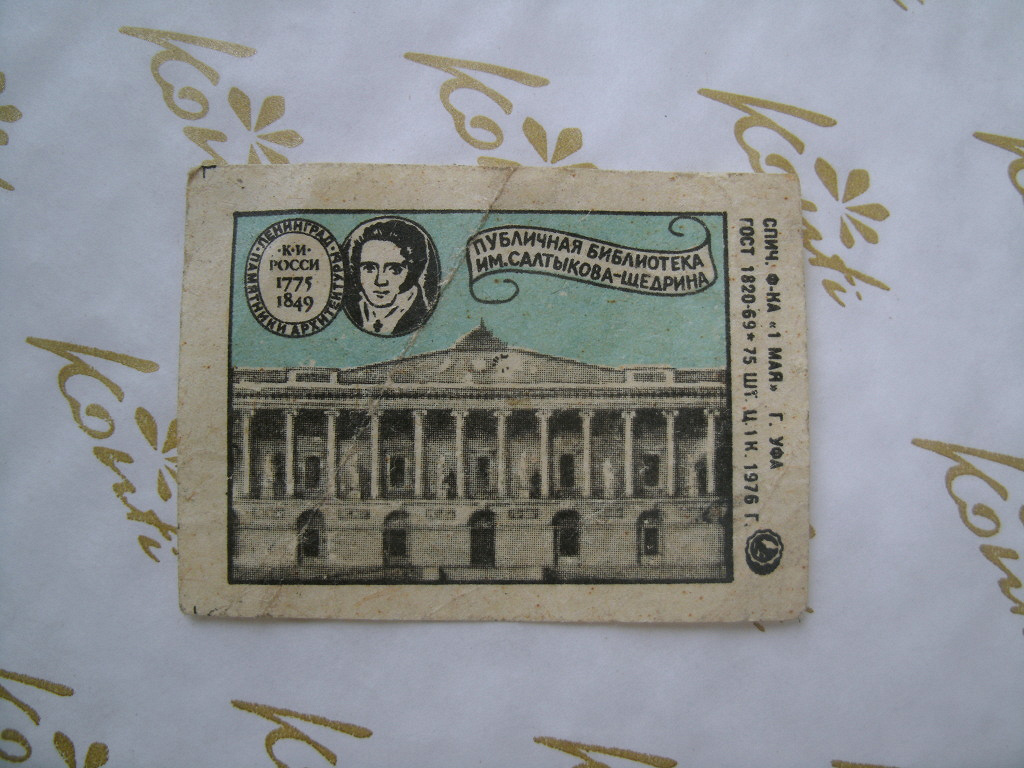 ЛЕНИНГРАД
ПАМЯТНИКИ АРХИТЕКТУРЫ
К·И·
РОССИ
1775
1849
ПУБЛИЧНАЯ БИБЛИОТЕКА
ИМ. САЛТЫКОВА-ЩЕДРИНА
СПИЧ. Ф-КА «1 МАЯ» Г. УФА
ГОСТ 1820-69 * 75 ШТ. Ц. 1 К. 1976 Г.